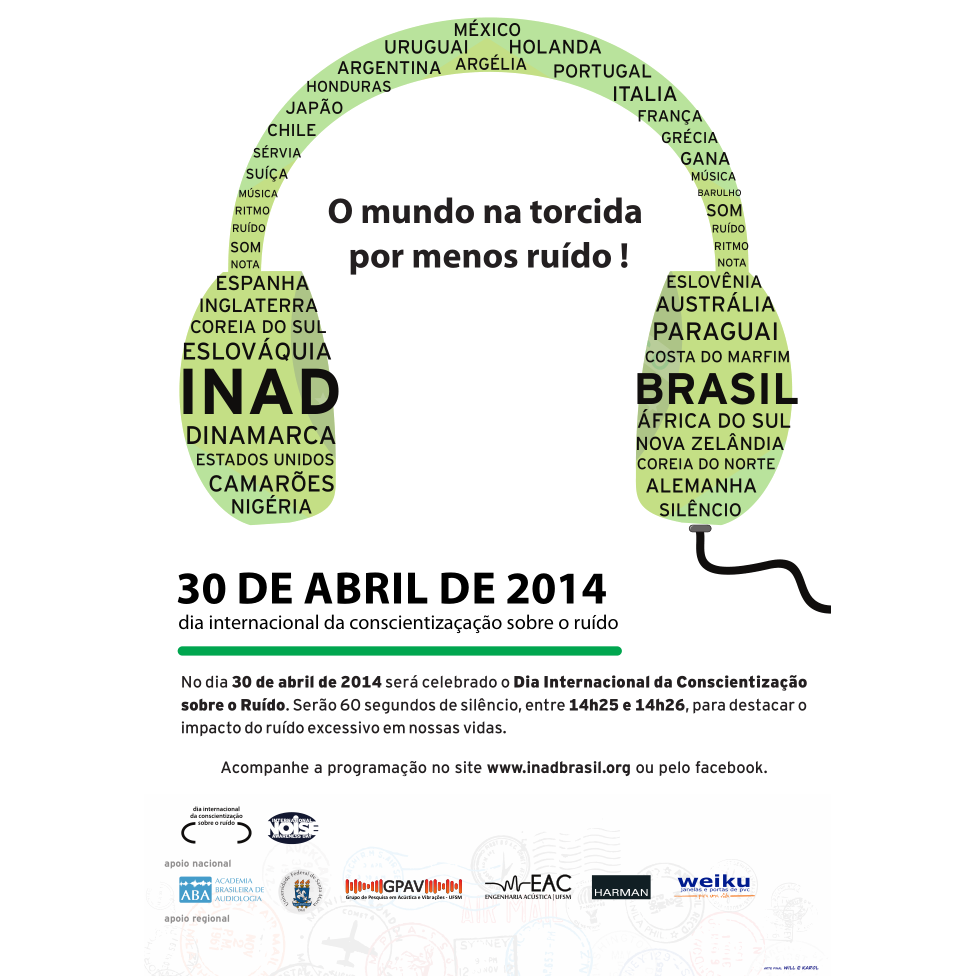 MÉXICO
URUGUAI HOLANDA
ARGENTINA ARGÉLIA PORTUGAL
HONDURAS ITALIA
JAPÃO FRANÇA
CHILE GRÉCIA
SÉRVIA GANA
SUÍÇA MÚSICA
MÚSICA BARULHO
RITMO SOM
RUÍDO RUÍDO
SOM RITMO
NOTA NOTA
O mundo na torcida
por menos ruído !
ESPANHA ESLOVÊNIA
INGLATERRA AUSTRÁLIA
COREIA DO SUL PARAGUAI
ESLOVÁQUIA COSTA DO MARFIM
INAD BRASIL
DINAMARCA ÁFRICA DO SUL
ESTADOS UNIDOS NOVA ZELÂNDIA
CAMARÕES COREIA DO NORTE
NIGÉRIA ALEMANHA
SILÊNCIO
30 DE ABRIL DE 2014
dia internacional da conscientizaçação sobre o ruído
No dia 30 de abril de 2014 será celebrado o Dia Internacional da Conscientização
sobre o Ruído. Serão 60 segundos de silêncio, entre 14h25 e 14h26, para destacar o
impacto do ruído excessivo em nossas vidas.
Acompanhe a programação no site www.inadbrasil.org ou pelo facebook.
dia internacional
da conscientização
sobre o ruído
INTERNATIONAL
NOISE
AWARENESS DAY
apoio nacional
ABA
ACADEMIA
BRASILEIRA DE
AUDIOLOGIA
GPAV
Grupo de Pesquisa em Acústica e Vibrações - UFSM
EAC
ENGENHARIA ACÚSTICA | UFSM
HARMAN
weiku
janelas e portas de pvc
apoio regional
WILL E KAROL